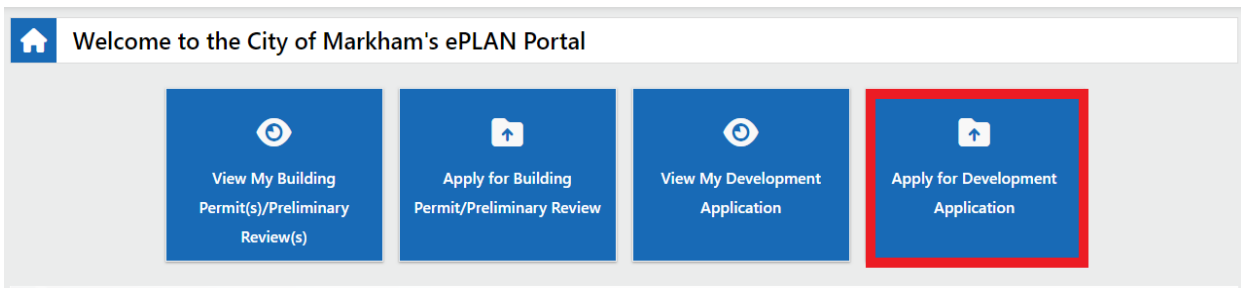 Welcome to the City of Markham's ePLAN Portal
View My Building
Permit(s)/Preliminary
Review(s)
Apply for Building
Permit/Preliminary Review
View My Development
Application
Apply for Development
Application